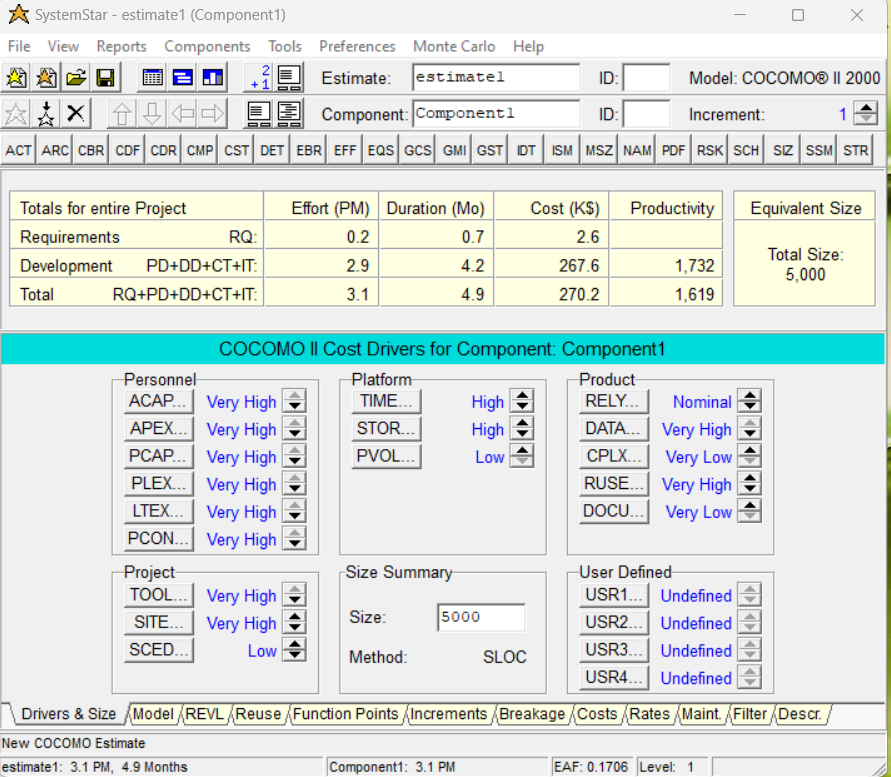 SystemStar - estimate1 (Component1)
File View Reports Components Tools Preferences Monte Carlo Help
2 +1 Estimate: estimate1 ID: Model: COCOMO® II 2000
Component: Component1 ID: Increment: 1
ACT ARC CBR CDF CDR CMP CST DET EBR EFF EQS GCS GMI GST IDT ISM MSZ NAM PDF RSK SCH SIZ SSM STR
Totals for entire Project Effort (PM) Duration (Mo) Cost (K$) Productivity Equivalent Size
Requirements RQ: 0.2 0.7 2.6
Development PD+DD+CT+IT: 2.9 4.2 267.6 1,732 Total Size:
5,000
Total RQ+PD+DD+CT+IT: 3.1 4.9 270.2 1,619
COCOMO II Cost Drivers for Component: Component1
Personnel
ACAP... Very High
APEX... Very High
PCAP... Very High
PLEX... Very High
LTEX... Very High
PCON... Very High
Platform
TIME... High
STOR... High
PVOL... Low
Product
RELY... Nominal
DATA... Very High
CPLX... Very Low
RUSE... Very High
DOCU... Very Low
Project
TOOL... Very High
SITE... Very High
SCED... Low
Size Summary
Size: 5000
Method: SLOC
User Defined
USR1... Undefined
USR2... Undefined
USR3... Undefined
USR4... Undefined
Drivers & Size Model REVL Reuse Function Points Increments Breakage Costs Rates Maint. Filter Descr.
New COCOMO Estimate
estimate1: 3.1 PM, 4.9 Months Component1: 3.1 PM EAF: 0.1706 Level: 1